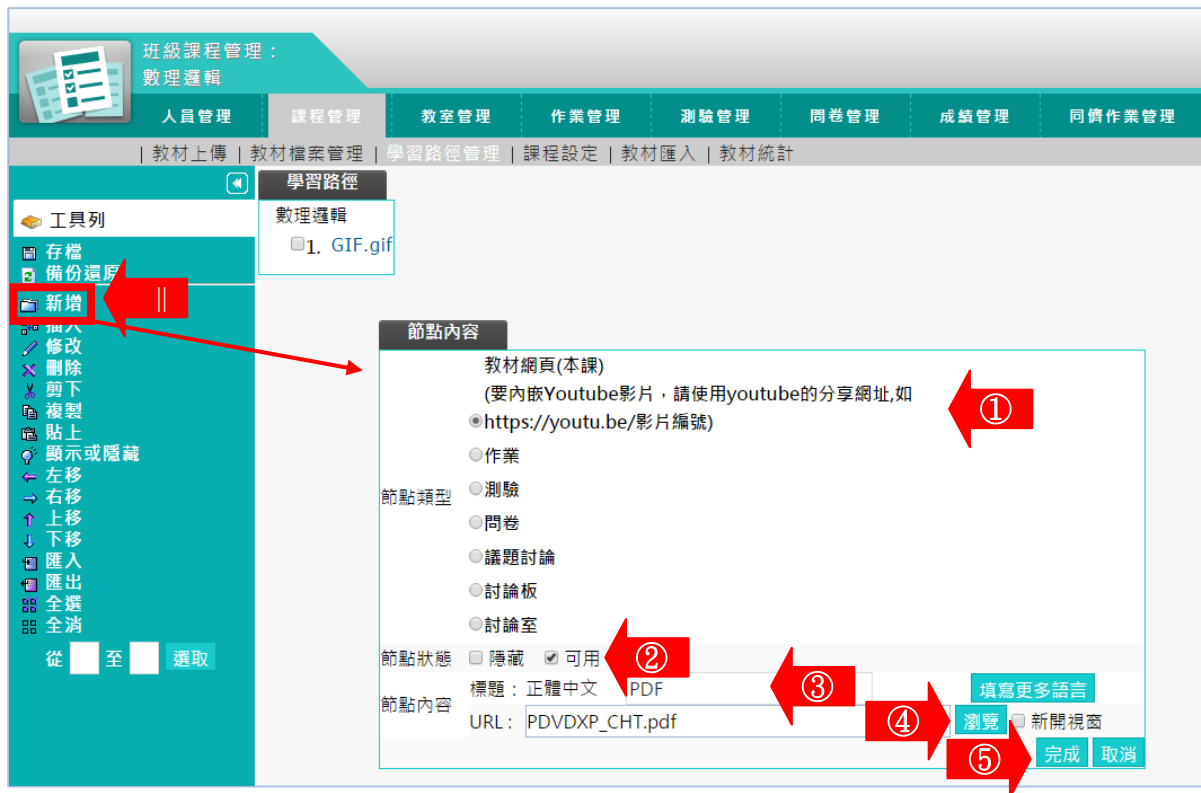 班級課程管理：
數理邏輯
人員管理 課程管理 教室管理 作業管理 測驗管理 問卷管理 成績管理 同儕作業管理
| 教材上傳 | 教材檔案管理 | 學習路徑管理 | 課程設定 | 教材匯入 | 教材統計
學習路徑
數理邏輯
1. GIF.gif
工具列
存檔
備份還原
新增
||
插入
修改
刪除
剪下
複製
貼上
顯示或隱藏
左移
右移
上移
下移
匯入
匯出
全選
全消
從 至 選取
節點內容
教材網頁(本課)
(要內嵌Youtube影片，請使用youtube的分享網址,如
https://youtu.be/影片編號)
①
作業
節點類型
測驗
問卷
議題討論
討論板
討論室
節點狀態 隱藏 可用 ②
節點內容
標題：正體中文 PDF ③ 填寫更多語言
URL： PDVDXP_CHT.pdf ④ 瀏覽 新開視窗
⑤ 完成 取消